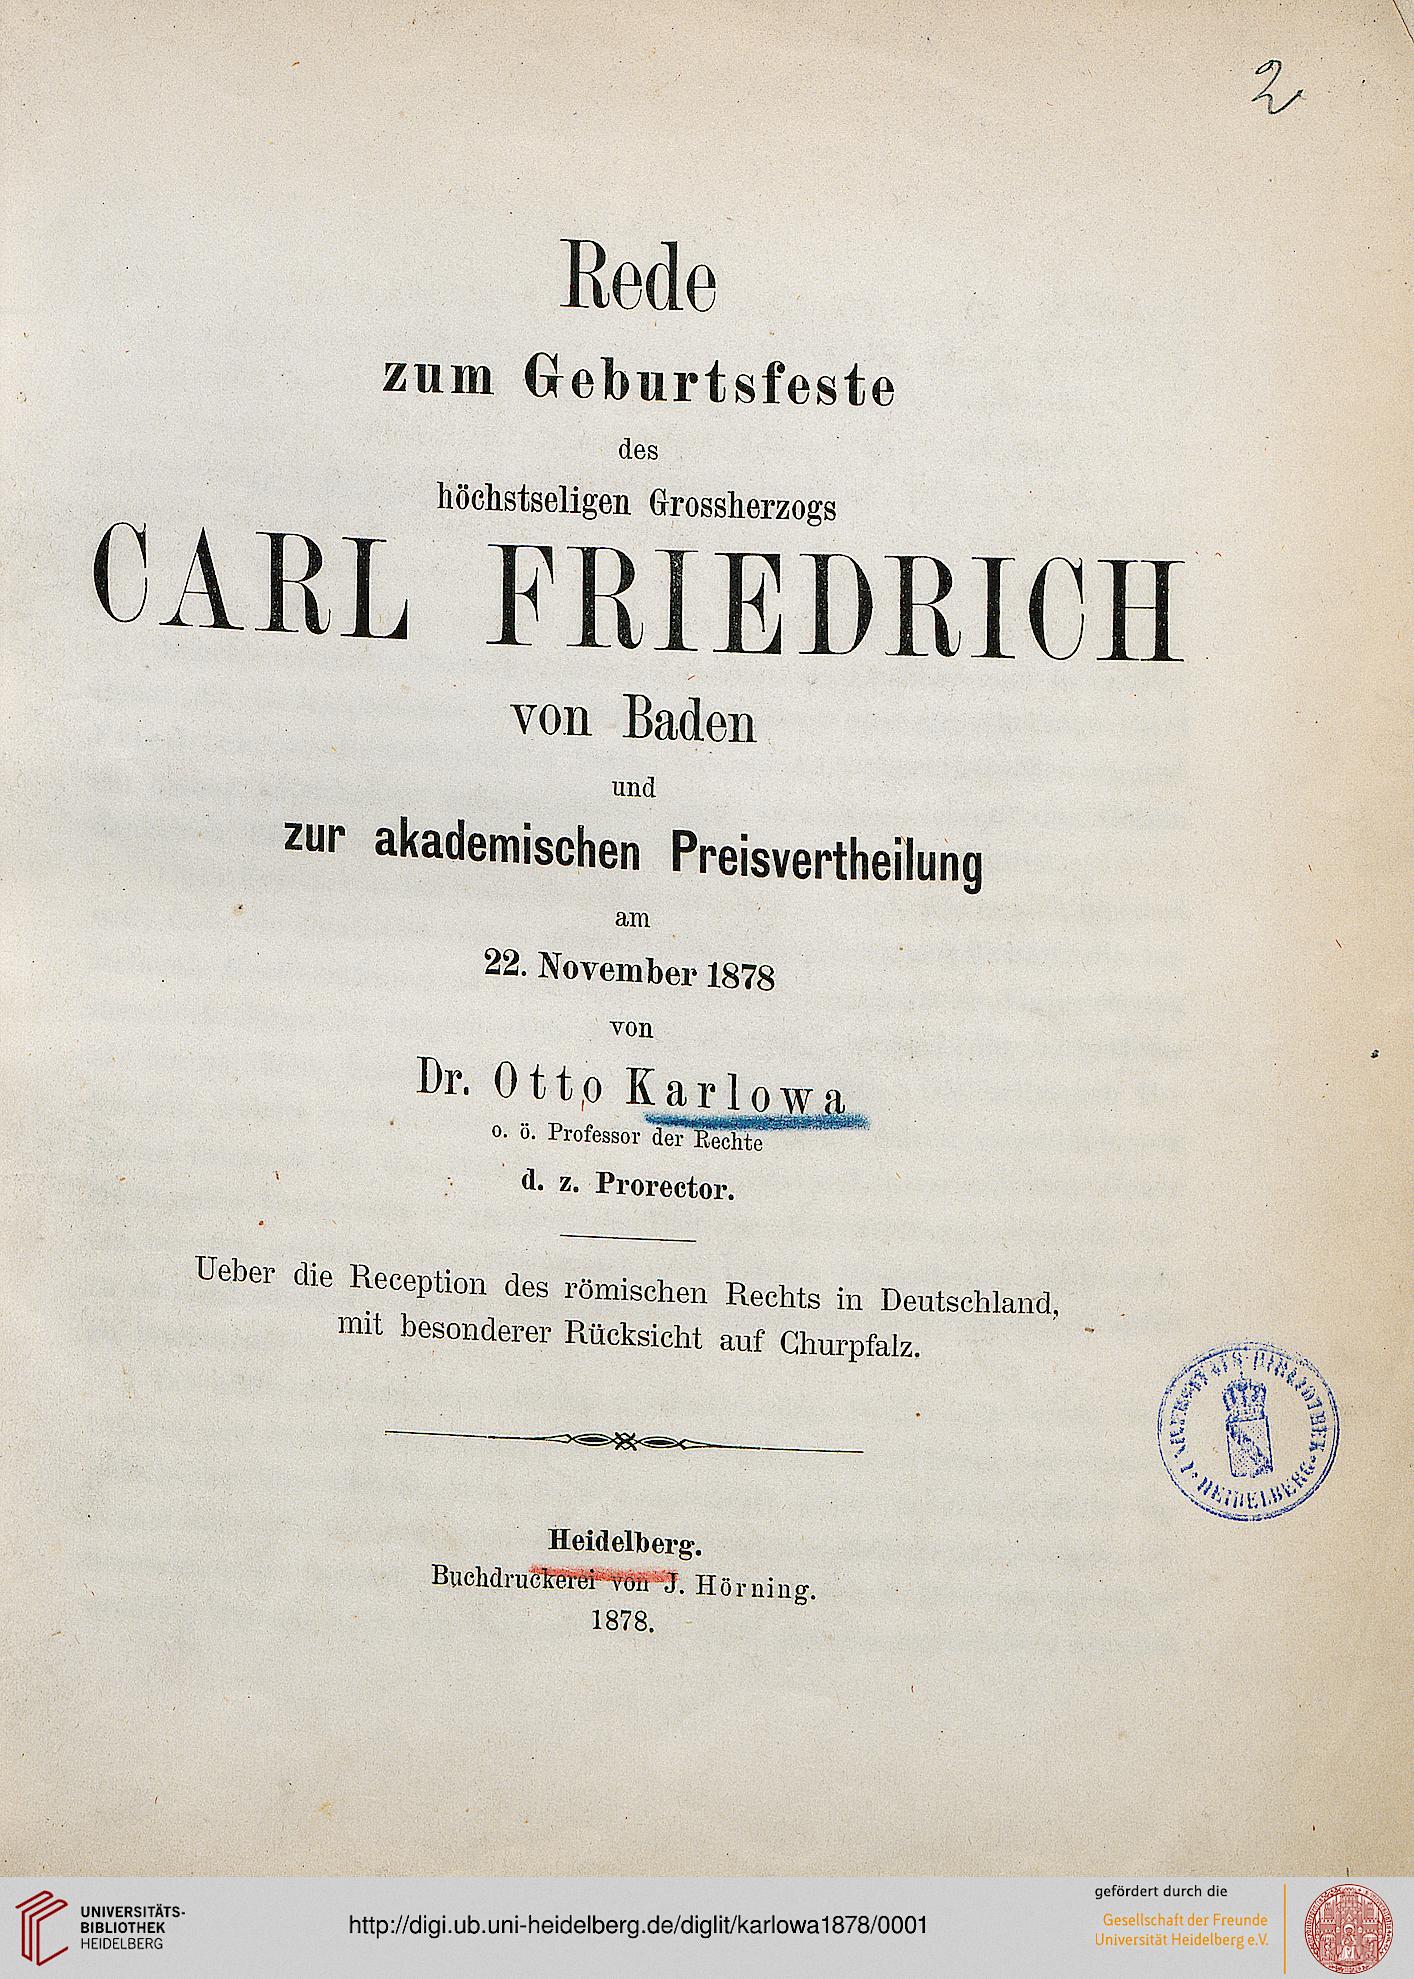 2
Rede
zum Geburtsfeste
des
höchstseligen Grossherzogs
CARL FRIEDRICH
von Baden
und
zur akademischen Preisvertheilung
am
22. November 1878
von
Dr. Otto Karlowa
o. ö. Professor der Rechte
d. z. Prorector.
Ueber die Reception des römischen Rechts in Deutschland,
mit besonderer Rücksicht auf Churpfalz.
UNIVERSITÄTS-BIBLIOTHEK
HEIDELBERG
Heidelberg.
Buchdruckerei von J. Hörning.
1878.
UNIVERSITÄTS-
BIBLIOTHEK
HEIDELBERG
http://digi.ub.uni-heidelberg.de/diglit/karlowa1878/0001
gefördert durch die
Gesellschaft der Freunde
Universität Heidelberg e.V.